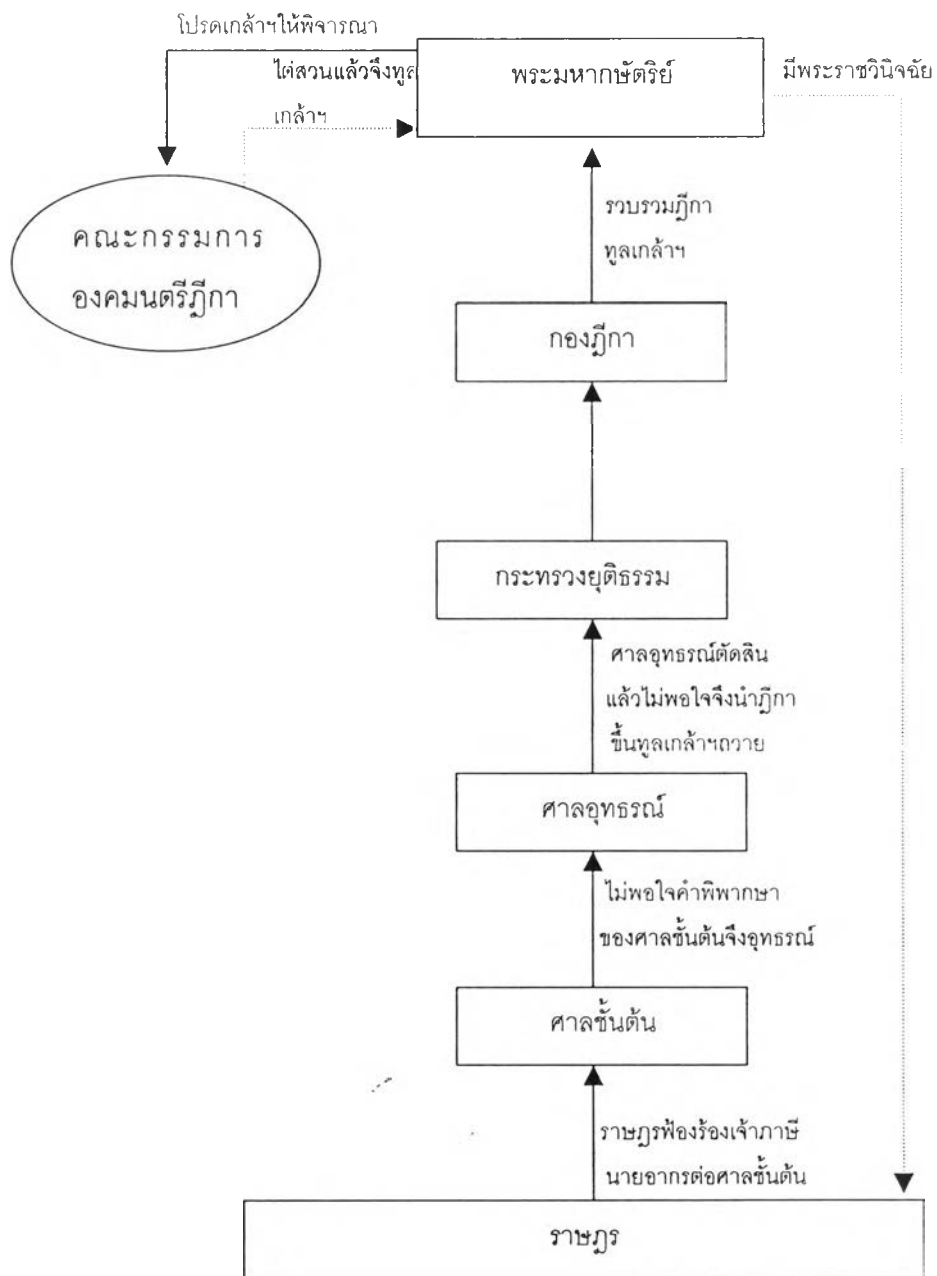 โปรดเกล้าฯให้พิจารณา
ไต่สวนแล้วจึงทูล
เกล้าฯ
พระมหากษัตริย์
มีพระราชวินิจฉัย
คณะกรรมการ
องคมนตรีฎีกา
รวบรวมฎีกา
ทูลเกล้าฯ
กองฎีกา
กระทรวงยุติธรรม
ศาลอุทธรณ์ตัดสิน
แล้วไม่พอใจจึงนำฎีกา
ขึ้นทูลเกล้าฯถวาย
ศาลอุทธรณ์
ไม่พอใจคำพิพากษา
ของศาลชั้นต้นจึงอุทธรณ์
ศาลชั้นต้น
ราษฎรฟ้องร้องเจ้าภาษี
นายอากรต่อศาลชั้นต้น
ราษฎร